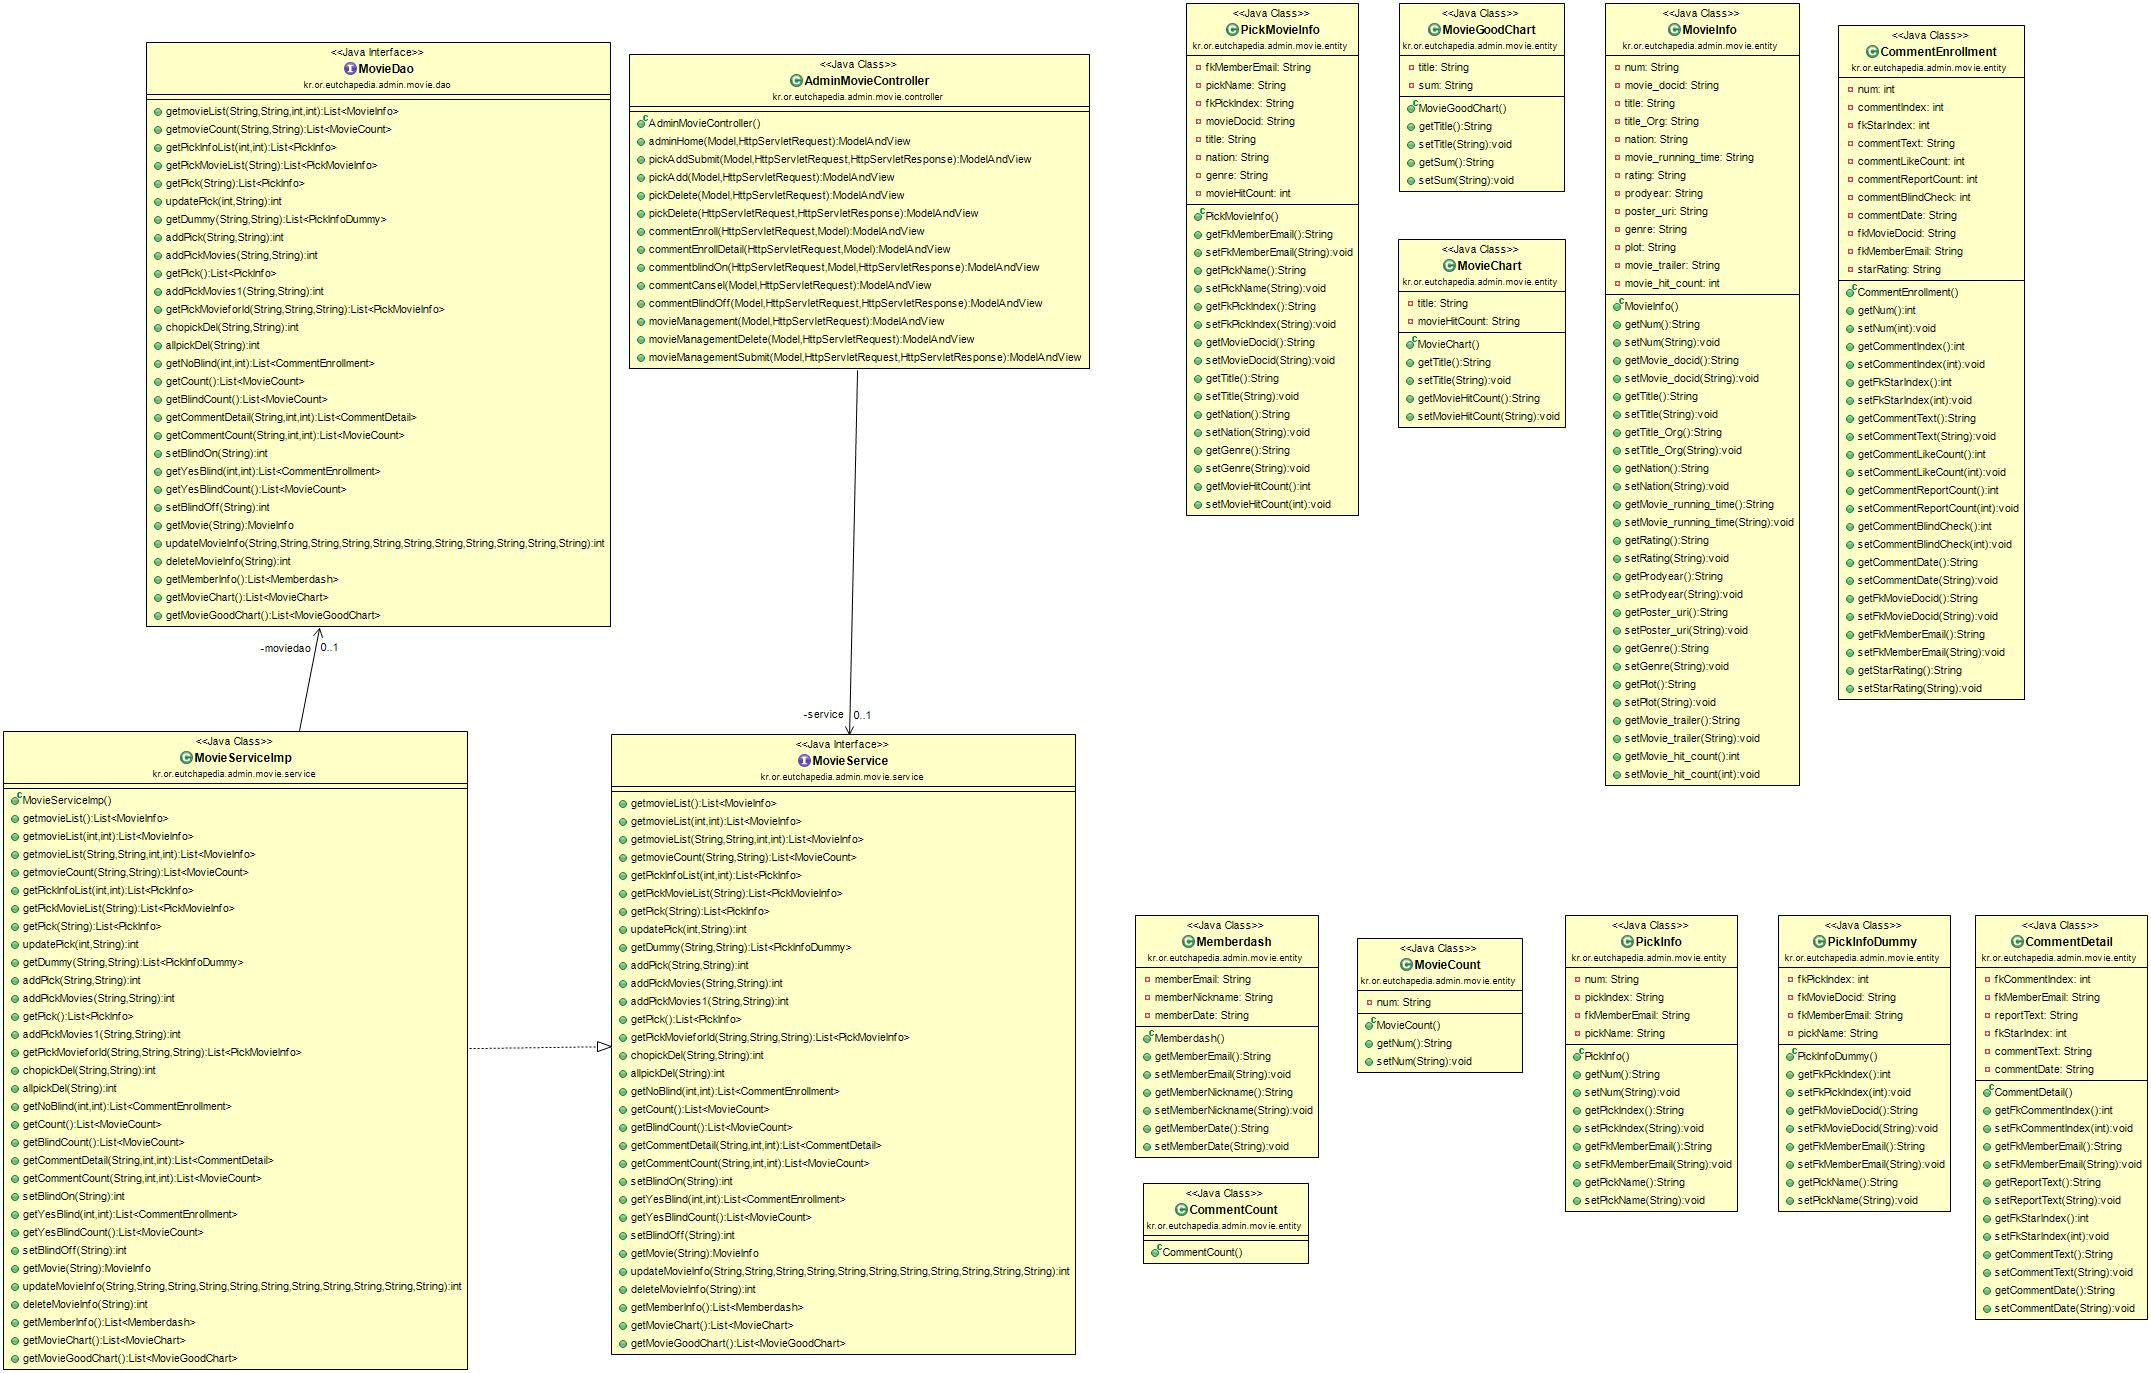 <<Java Interface>>
MovieDao
kr.or.eutchapedia.admin.movie.dao
getmovieList(String,String,int,int):List<MovieInfo>
getmovieCount(String,String):List<MovieCount>
getPickInfoList(int,int):List<PickInfo>
getPickMovieList(String):List<PickMovieInfo>
getPick(String):List<PickInfo>
updatePick(int,String):int
getDummy(String,String):List<PickInfoDummy>
addPick(String,String):int
addPickMovies(String,String):int
getPick():List<PickInfo>
addPickMovies1(String,String):int
getPickMovieforId(String,String,String):List<PickMovieInfo>
chopickDel(String,String):int
allpickDel(String):int
getNoBlind(int,int):List<CommentEnrollment>
getCount():List<MovieCount>
getBlindCount():List<MovieCount>
getCommentDetail(String,int,int):List<CommentDetail>
getCommentCount(String,int,int):List<MovieCount>
setBlindOn(String):int
getYesBlind(int,int):List<CommentEnrollment>
getYesBlindCount():List<MovieCount>
setBlindOff(String):int
getMovie(String):MovieInfo
updateMovieInfo(String,String,String,String,String,String,String,String,String,String,String):int
deleteMovieInfo(String):int
getMemberInfo():List<Memberdash>
getMovieChart():List<MovieChart>
getMovieGoodChart():List<MovieGoodChart>
-moviedao 0..1
<<Java Class>>
AdminMovieController
kr.or.eutchapedia.admin.movie.controller
AdminMovieController()
adminHome(Model,HttpServletRequest):ModelAndView
pickAddSubmit(Model,HttpServletRequest,HttpServletResponse):ModelAndView
pickAdd(Model,HttpServletRequest):ModelAndView
pickDelete(Model,HttpServletRequest):ModelAndView
pickDelete(HttpServletRequest,HttpServletResponse):ModelAndView
commentEnroll(HttpServletRequest,Model):ModelAndView
commentEnrollDetail(HttpServletRequest,Model):ModelAndView
commentblindOn(HttpServletRequest,Model,HttpServletResponse):ModelAndView
commentCansel(Model,HttpServletRequest):ModelAndView
commentBlindOff(Model,HttpServletRequest,HttpServletResponse):ModelAndView
movieManagement(Model,HttpServletRequest):ModelAndView
movieManagementDelete(Model,HttpServletRequest):ModelAndView
movieManagementSubmit(Model,HttpServletRequest,HttpServletResponse):ModelAndView
-service 0..1
<<Java Class>>
PickMovieInfo
kr.or.eutchapedia.admin.movie.entity
fkMemberEmail: String
pickName: String
fkPickIndex: String
movieDocid: String
title: String
nation: String
genre: String
movieHitCount: int
PickMovieInfo()
getFkMemberEmail():String
setFkMemberEmail(String):void
getPickName():String
setPickName(String):void
getFkPickIndex():String
setFkPickIndex(String):void
getMovieDocid():String
setMovieDocid(String):void
getTitle():String
setTitle(String):void
getNation():String
setNation(String):void
getGenre():String
setGenre(String):void
getMovieHitCount():int
setMovieHitCount(int):void
<<Java Class>>
MovieGoodChart
kr.or.eutchapedia.admin.movie.entity
title: String
sum: String
MovieGoodChart()
getTitle():String
setTitle(String):void
getSum():String
setSum(String):void
<<Java Class>>
MovieChart
kr.or.eutchapedia.admin.movie.entity
title: String
movieHitCount: String
MovieChart()
getTitle():String
setTitle(String):void
getMovieHitCount():String
setMovieHitCount(String):void
<<Java Class>>
MovieInfo
kr.or.eutchapedia.admin.movie.entity
num: String
movie_docid: String
title: String
title_Org: String
nation: String
movie_running_time: String
rating: String
prodyear: String
poster_uri: String
genre: String
plot: String
movie_trailer: String
movie_hit_count: int
MovieInfo()
getNum():String
setNum(String):void
getMovie_docid():String
setMovie_docid(String):void
getTitle():String
setTitle(String):void
getTitle_Org():String
setTitle_Org(String):void
getNation():String
setNation(String):void
getMovie_running_time():String
setMovie_running_time(String):void
getRating():String
setRating(String):void
getProdyear():String
setProdyear(String):void
getPoster_uri():String
setPoster_uri(String):void
getGenre():String
setGenre(String):void
getPlot():String
setPlot(String):void
getMovie_trailer():String
setMovie_trailer(String):void
getMovie_hit_count():int
setMovie_hit_count(int):void
<<Java Class>>
CommentEnrollment
kr.or.eutchapedia.admin.movie.entity
num: int
commentIndex: int
fkStarIndex: int
commentText: String
commentLikeCount: int
commentReportCount: int
commentBlindCheck: int
commentDate: String
fkMovieDocid: String
fkMemberEmail: String
starRating: String
CommentEnrollment()
getNum():int
setNum(int):void
getCommentIndex():int
setCommentIndex(int):void
getFkStarIndex():int
setFkStarIndex(int):void
getCommentText():String
setCommentText(String):void
getCommentLikeCount():int
setCommentLikeCount(int):void
getCommentReportCount():int
setCommentReportCount(int):void
getCommentBlindCheck():int
setCommentBlindCheck(int):void
getCommentDate():String
setCommentDate(String):void
getFkMovieDocid():String
setFkMovieDocid(String):void
getFkMemberEmail():String
setFkMemberEmail(String):void
getStarRating():String
setStarRating(String):void
<<Java Class>>
MovieServiceImp
kr.or.eutchapedia.admin.movie.service
MovieServiceImp()
getmovieList():List<MovieInfo>
getmovieList(int,int):List<MovieInfo>
getmovieList(String,String,int,int):List<MovieInfo>
getmovieCount(String,String):List<MovieCount>
getPickInfoList(int,int):List<PickInfo>
getPickMovieList(String):List<PickMovieInfo>
getPick(String):List<PickInfo>
updatePick(int,String):int
getDummy(String,String):List<PickInfoDummy>
addPick(String,String):int
addPickMovies(String,String):int
getPick():List<PickInfo>
addPickMovies1(String,String):int
getPickMovieforId(String,String,String):List<PickMovieInfo>
chopickDel(String,String):int
allpickDel(String):int
getNoBlind(int,int):List<CommentEnrollment>
getCount():List<MovieCount>
getBlindCount():List<MovieCount>
getCommentDetail(String,int,int):List<CommentDetail>
getCommentCount(String,int,int):List<MovieCount>
setBlindOn(String):int
getYesBlind(int,int):List<CommentEnrollment>
getYesBlindCount():List<MovieCount>
setBlindOff(String):int
getMovie(String):MovieInfo
updateMovieInfo(String,String,String,String,String,String,String,String,String,String,String):int
deleteMovieInfo(String):int
getMemberInfo():List<Memberdash>
getMovieChart():List<MovieChart>
getMovieGoodChart():List<MovieGoodChart>
<<Java Interface>>
MovieService
kr.or.eutchapedia.admin.movie.service
getmovieList():List<MovieInfo>
getmovieList(int,int):List<MovieInfo>
getmovieList(String,String,int,int):List<MovieInfo>
getmovieCount(String,String):List<MovieCount>
getPickInfoList(int,int):List<PickInfo>
getPickMovieList(String):List<PickMovieInfo>
getPick(String):List<PickInfo>
updatePick(int,String):int
getDummy(String,String):List<PickInfoDummy>
addPick(String,String):int
addPickMovies(String,String):int
addPickMovies1(String,String):int
getPick():List<PickInfo>
getPickMovieforId(String,String,String):List<PickMovieInfo>
chopickDel(String,String):int
allpickDel(String):int
getNoBlind(int,int):List<CommentEnrollment>
getCount():List<MovieCount>
getBlindCount():List<MovieCount>
getCommentDetail(String,int,int):List<CommentDetail>
getCommentCount(String,int,int):List<MovieCount>
setBlindOn(String):int
getYesBlind(int,int):List<CommentEnrollment>
getYesBlindCount():List<MovieCount>
setBlindOff(String):int
getMovie(String):MovieInfo
updateMovieInfo(String,String,String,String,String,String,String,String,String,String,String):int
deleteMovieInfo(String):int
getMemberInfo():List<Memberdash>
getMovieChart():List<MovieChart>
getMovieGoodChart():List<MovieGoodChart>
<<Java Class>>
Memberdash
kr.or.eutchapedia.admin.movie.entity
memberEmail: String
memberNickname: String
memberDate: String
Memberdash()
getMemberEmail():String
setMemberEmail(String):void
getMemberNickname():String
setMemberNickname(String):void
getMemberDate():String
setMemberDate(String):void
<<Java Class>>
CommentCount
kr.or.eutchapedia.admin.movie.entity
CommentCount()
<<Java Class>>
MovieCount
kr.or.eutchapedia.admin.movie.entity
num: String
MovieCount()
getNum():String
setNum(String):void
<<Java Class>>
PickInfo
kr.or.eutchapedia.admin.movie.entity
num: String
pickIndex: String
fkMemberEmail: String
pickName: String
PickInfo()
getNum():String
setNum(String):void
getPickIndex():String
setPickIndex(String):void
getFkMemberEmail():String
setFkMemberEmail(String):void
getPickName():String
setPickName(String):void
<<Java Class>>
PickInfoDummy
kr.or.eutchapedia.admin.movie.entity
fkPickIndex: int
fkMovieDocid: String
fkMemberEmail: String
pickName: String
PickInfoDummy()
getFkPickIndex():int
setFkPickIndex(int):void
getFkMovieDocid():String
setFkMovieDocid(String):void
getFkMemberEmail():String
setFkMemberEmail(String):void
getPickName():String
setPickName(String):void
<<Java Class>>
CommentDetail
kr.or.eutchapedia.admin.movie.entity
fkCommentIndex: int
fkMemberEmail: String
reportText: String
fkStarIndex: int
commentText: String
commentDate: String
CommentDetail()
getFkCommentIndex():int
setFkCommentIndex(int):void
getFkMemberEmail():String
setFkMemberEmail(String):void
getReportText():String
setReportText(String):void
getFkStarIndex():int
setFkStarIndex(int):void
getCommentText():String
setCommentText(String):void
getCommentDate():String
setCommentDate(String):void